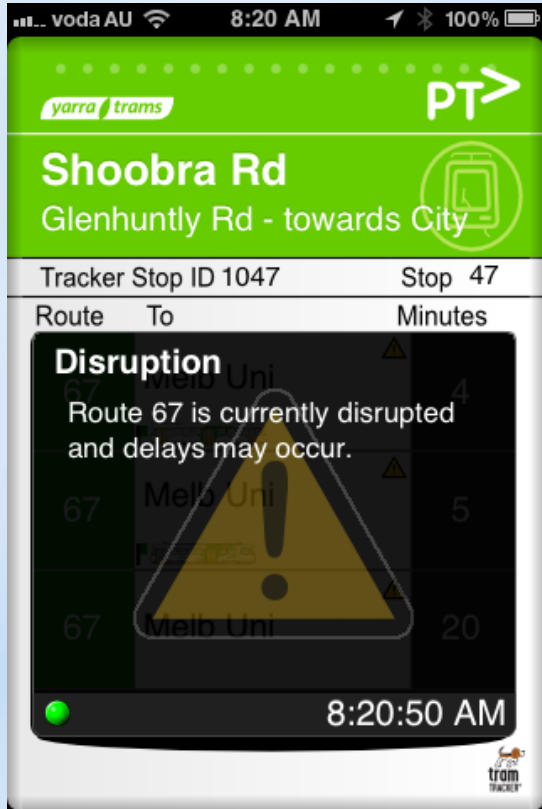 voda AU 8:20 AM 100%
yarra trams PT>
Shoobra Rd
Glenhuntly Rd - towards City
Tracker Stop ID 1047 Stop 47
Route To Minutes
Disruption
67 Melb Uni 4
Route 67 is currently disrupted
and delays may occur.
67 Melb Uni 5
67 Melb Uni 20
8:20:50 AM
tram
TRACKER